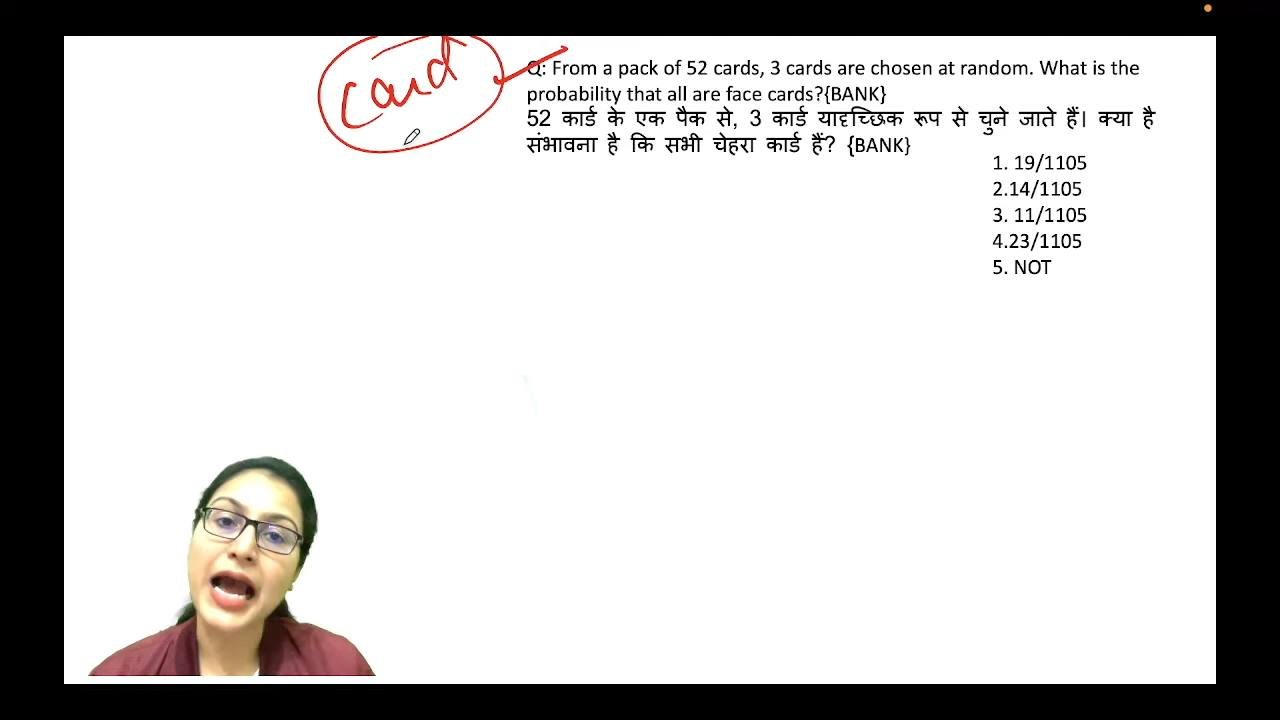 card
Q: From a pack of 52 cards, 3 cards are chosen at random. What is the
probability that all are face cards?{BANK}
52 कार्ड के एक पैक से, 3 कार्ड यादृच्छिक रूप से चुने जाते हैं। क्या है
संभावना है कि सभी चेहरा कार्ड हैं? {BANK}
1. 19/1105
2.14/1105
3. 11/1105
4.23/1105
5. NOT